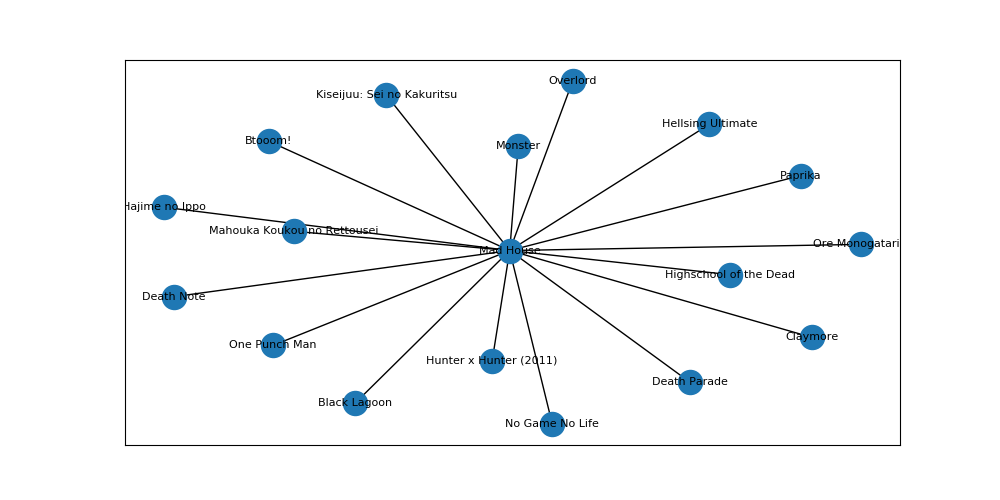 Overlord
Kiseijuu: Sei no Kakuritsu
Hellsing Ultimate
Btooom!
Monster
Paprika
Hajime no Ippo
Mahouka Koukou no Rettousei
Ore Monogatari
Mad House
Highschool of the Dead
Death Note
Claymore
One Punch Man
Hunter x Hunter (2011)
Death Parade
Black Lagoon
No Game No Life